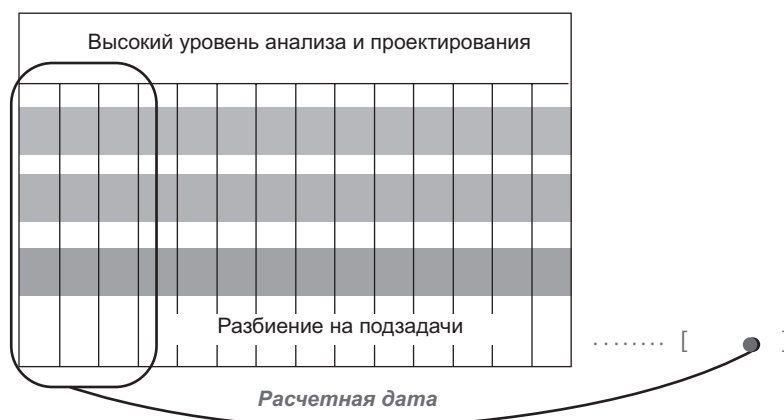 Высокий уровень анализа и проектирования
Разбиение на подзадачи
........ [ ]
Расчетная дата